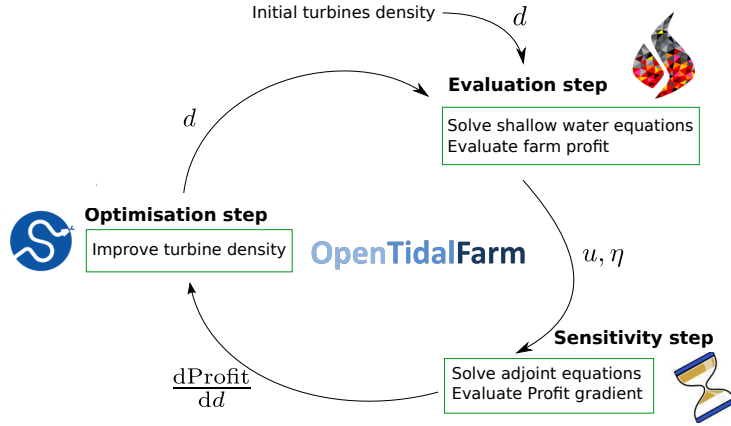 Initial turbines density
d
Evaluation step
Solve shallow water equations
Evaluate farm profit
d
Optimisation step
Improve turbine density
OpenTidalFarm
u, η
Sensitivity step
Solve adjoint equations
Evaluate Profit gradient
dProfit
dd